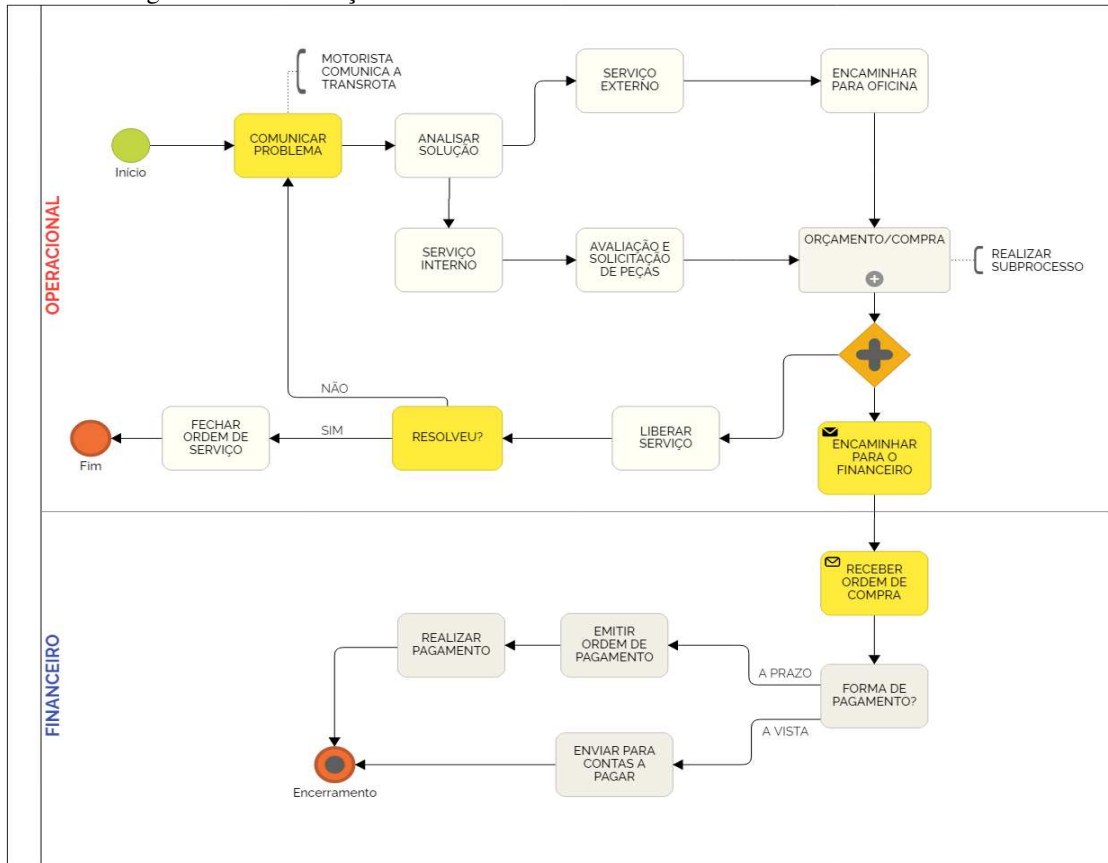 MOTORISTA
COMUNICA A
TRANSROTA
SERVIÇO
EXTERNO
ENCAMINHAR
PARA OFICINA
COMUNICAR
PROBLEMA
ANALISAR
SOLUÇÃO
Início
OPERACIONAL
SERVIÇO
INTERNO
AVALIAÇÃO E
SOLICITAÇÃO
DE PEÇAS
ORÇAMENTO/COMPRA
REALIZAR
SUBPROCESSO
NÃO
FECHAR
ORDEM DE
SERVIÇO
SIM
RESOLVEU?
LIBERAR
SERVIÇO
Fim
ENCAMINHAR
PARA O
FINANCEIRO
RECEBER
ORDEM DE
COMPRA
FINANCEIRO
REALIZAR
PAGAMENTO
EMITIR
ORDEM DE
PAGAMENTO
A PRAZO
FORMA DE
PAGAMENTO?
A VISTA
ENVIAR PARA
CONTAS A
PAGAR
Encerramento